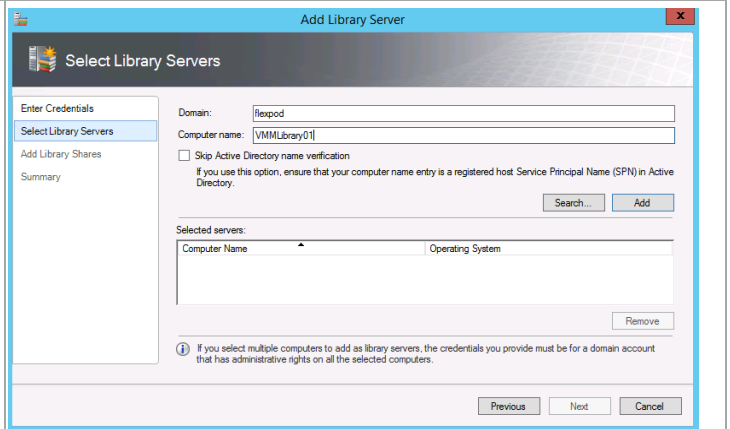 Add Library Server
x
Select Library Servers
Enter Credentials
Select Library Servers
Add Library Shares
Summary
Domain: flexpod
Computer name: VMMLibrary01
Skip Active Directory name verification
If you use this option, ensure that your computer name entry is a registered host Service Principal Name (SPN) in Active
Directory.
Search... Add
Selected servers:
Computer Name Operating System
Remove
If you select multiple computers to add as library servers, the credentials you provide must be for a domain account
that has administrative rights on all the selected computers.
Previous Next Cancel